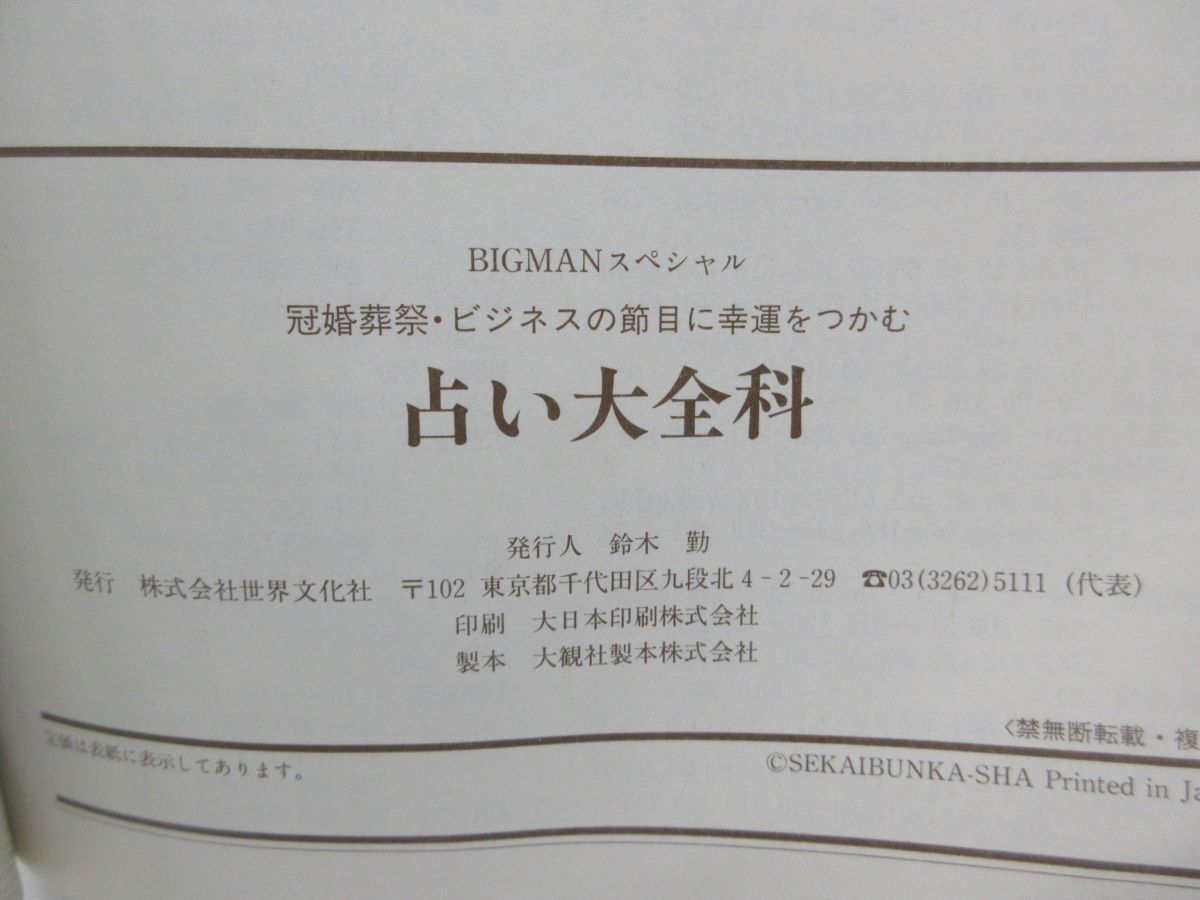 BIGMANスペシャル
冠婚葬祭・ビジネスの節目に幸運をつかむ
占い大全科
発行人 鈴木 勤
発行 株式会社世界文化社 〒102 東京都千代田区九段北4-2-29 ☎03(3262)5111 (代表)
印刷 大日本印刷株式会社
製本 大観社製本株式会社
〈禁無断転載・複
定価は表紙に表示してあります。
©SEKAIBUNKA-SHA Printed in Ja